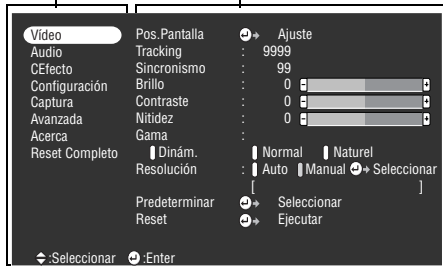 Vídeo
Audio
CEfecto
Configuración
Captura
Avanzada
Acerca
Reset Completo
Pos.Pantalla Ajuste
Tracking : 9999
Sincronismo : 99
Brillo : 0 - +
Contraste : 0 - +
Nitidez : 0 - +
Gama :
Dinám. Normal Naturel
Resolución : Auto Manual Seleccionar
[ ]
Predeterminar Seleccionar
Reset Ejecutar
:Seleccionar :Enter